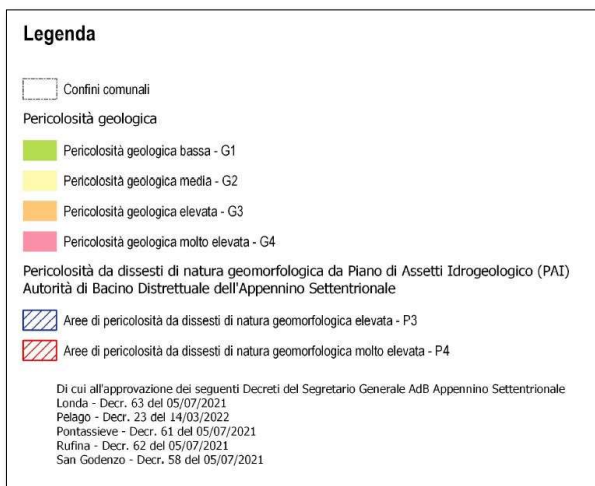 Legenda
Confini comunali
Pericolosità geologica
Pericolosità geologica bassa - G1
Pericolosità geologica media - G2
Pericolosità geologica elevata - G3
Pericolosità geologica molto elevata - G4
Pericolosità da dissesti di natura geomorfologica da Piano di Assetti Idrogeologico (PAI)
Autorità di Bacino Distrettuale dell'Appennino Settentrionale
Aree di pericolosità da dissesti di natura geomorfologica elevata - P3
Aree di pericolosità da dissesti di natura geomorfologica molto elevata - P4
Di cui all'approvazione dei seguenti Decreti del Segretario Generale AdB Appennino Settentrionale
Londa - Decr. 63 del 05/07/2021
Pelago - Decr. 23 del 14/03/2022
Pontassieve - Decr. 61 del 05/07/2021
Rufina - Decr. 62 del 05/07/2021
San Godenzo - Decr. 58 del 05/07/2021